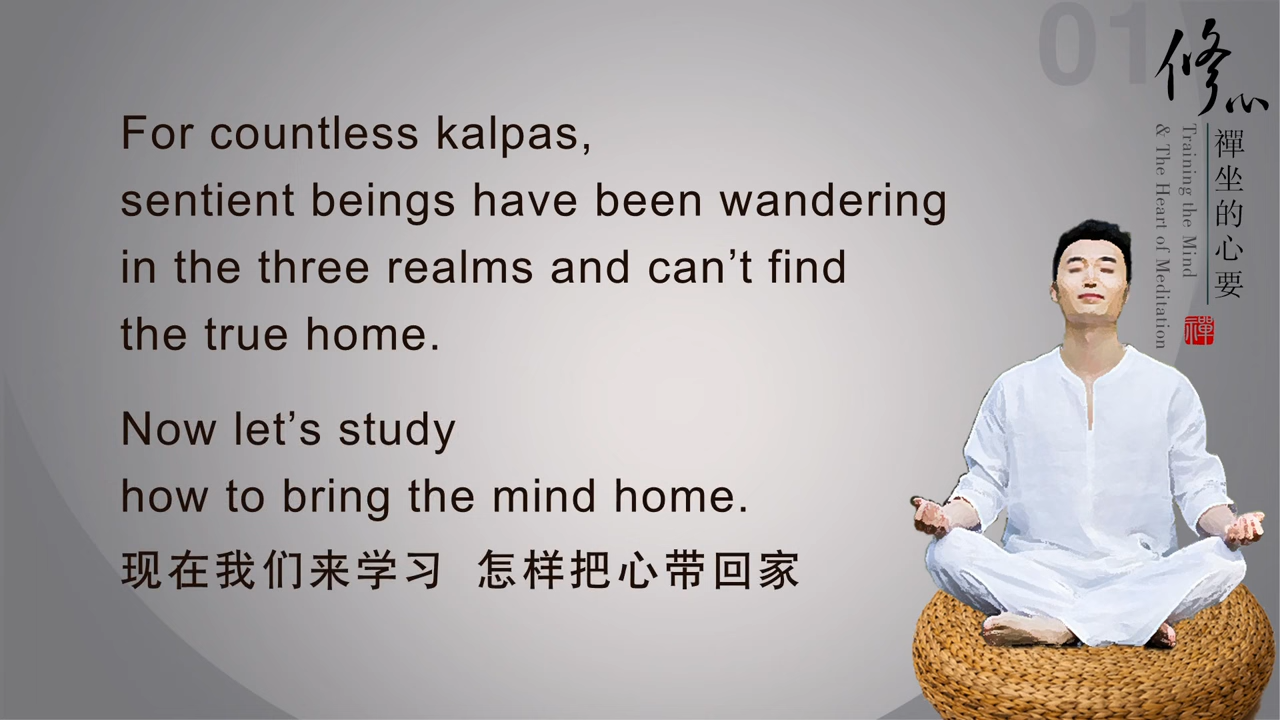 For countless kalpas,
sentient beings have been wandering
in the three realms and can’t find
the true home.
Now let’s study
how to bring the mind home.
现在我们来学习 怎样把心带回家
01
修心
禪坐的心要
Training the Mind
& The Heart of Meditation
禪